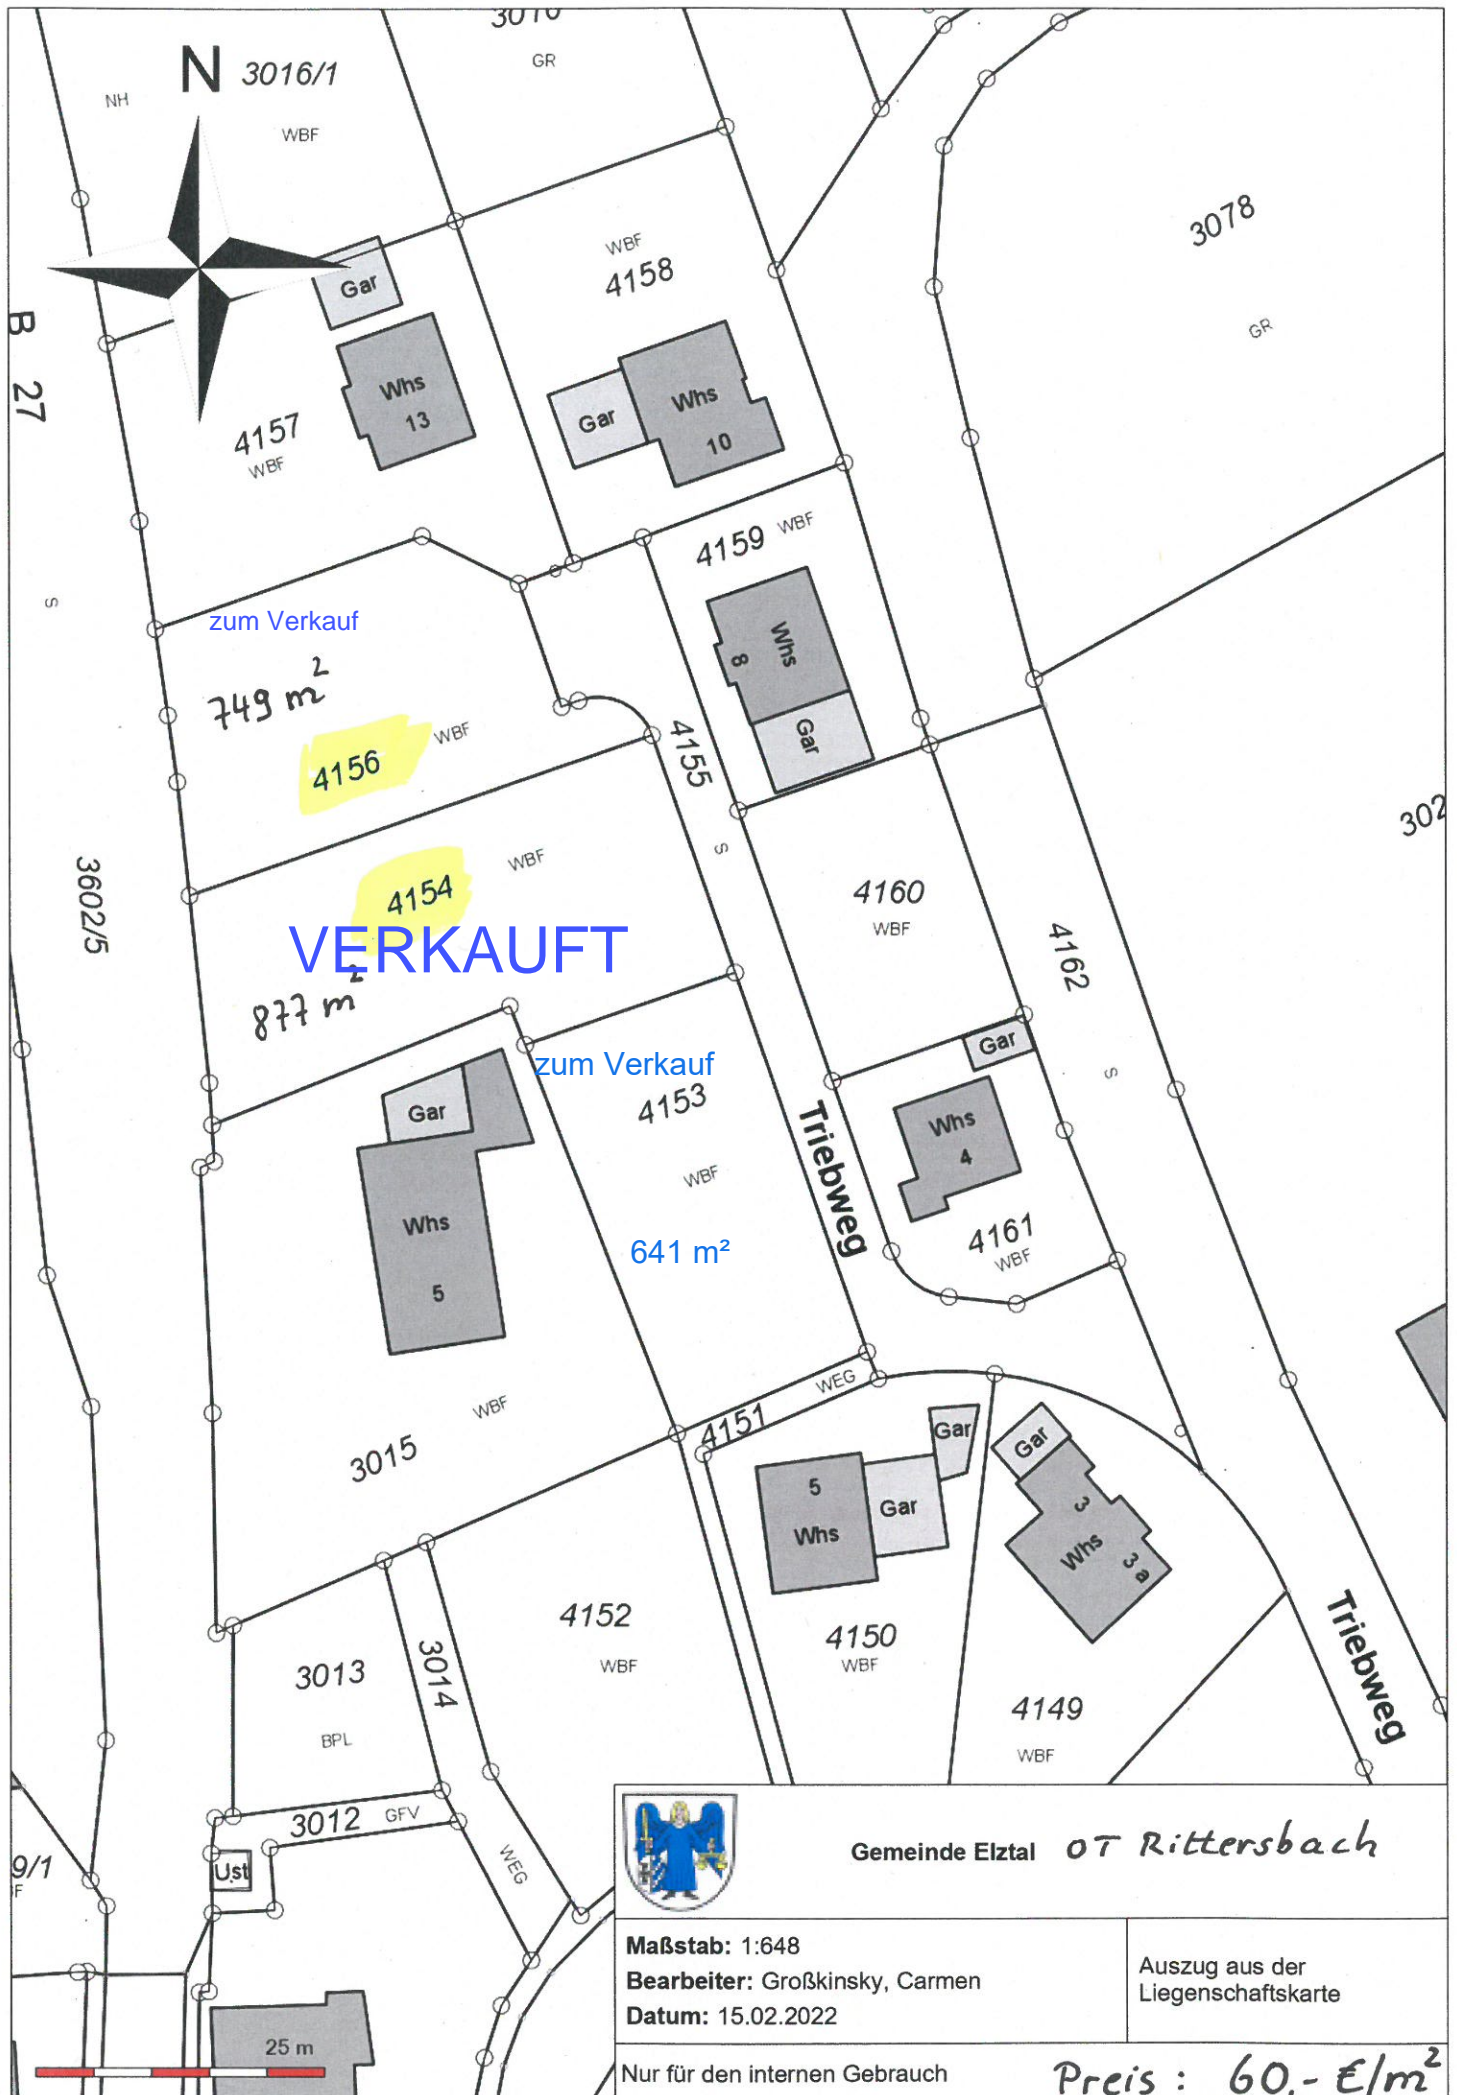 3070
GR
N 3016/1
NH
WBF
3078
GR
WBF
4158
Gar
B 27
Whs
13
Gar
Whs
10
4157
WBF
4159 WBF
S
zum Verkauf
749 m²
Whs
8
Gar
4156 WBF
4155
S
302
4154 WBF
VERKAUFT
877 m²
3602/5
4160
WBF
4162
S
zum Verkauf
4153
WBF
641 m²
Gar
Whs
5
Gar
Whs
4
4161
WBF
Triebweg
WEG
4151
WBF
3015
5
Whs
Gar
Gar
Gar
3
Whs
3 a
4152
WBF
4150
WBF
4149
WBF
Triebweg
3013
BPL
3014
3012 GFV
WEG
Ust
9/1
F
25 m
Gemeinde Elztal OT Rittersbach
Maßstab: 1:648
Bearbeiter: Großkinsky, Carmen
Datum: 15.02.2022
Auszug aus der
Liegenschaftskarte
Nur für den internen Gebrauch
Preis : 60.- €/m²